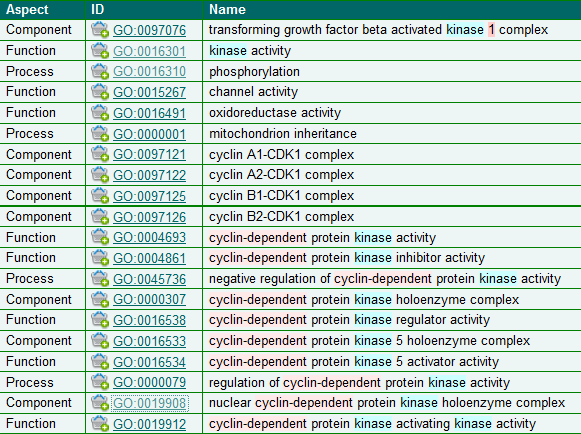 Aspect ID Name
Component GO:0097076 transforming growth factor beta activated kinase 1 complex
Function GO:0016301 kinase activity
Process GO:0016310 phosphorylation
Function GO:0015267 channel activity
Function GO:0016491 oxidoreductase activity
Process GO:0000001 mitochondrion inheritance
Component GO:0097121 cyclin A1-CDK1 complex
Component GO:0097122 cyclin A2-CDK1 complex
Component GO:0097125 cyclin B1-CDK1 complex
Component GO:0097126 cyclin B2-CDK1 complex
Function GO:0004693 cyclin-dependent protein kinase activity
Function GO:0004861 cyclin-dependent protein kinase inhibitor activity
Process GO:0045736 negative regulation of cyclin-dependent protein kinase activity
Component GO:0000307 cyclin-dependent protein kinase holoenzyme complex
Function GO:0016538 cyclin-dependent protein kinase regulator activity
Component GO:0016533 cyclin-dependent protein kinase 5 holoenzyme complex
Function GO:0016534 cyclin-dependent protein kinase 5 activator activity
Process GO:0000079 regulation of cyclin-dependent protein kinase activity
Component GO:0019908 nuclear cyclin-dependent protein kinase holoenzyme complex
Function GO:0019912 cyclin-dependent protein kinase activating kinase activity